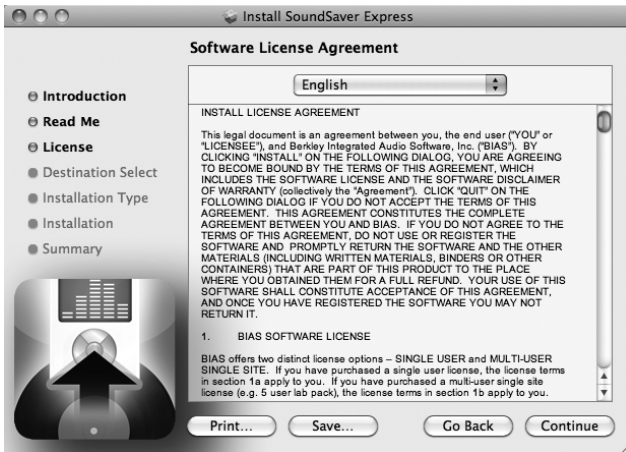 Install SoundSaver Express
Software License Agreement
Introduction
Read Me
License
Destination Select
Installation Type
Installation
Summary
English
INSTALL LICENSE AGREEMENT
This legal document is an agreement between you, the end user ("YOU" or
"LICENSEE"), and Berkley Integrated Audio Software, Inc. ("BIAS").  BY
CLICKING "INSTALL" ON THE FOLLOWING DIALOG, YOU ARE AGREEING
TO BECOME BOUND BY THE TERMS OF THIS AGREEMENT, WHICH
INCLUDES THE SOFTWARE LICENSE AND THE SOFTWARE DISCLAIMER
OF WARRANTY (collectively the "Agreement").  CLICK "QUIT" ON THE
FOLLOWING DIALOG IF YOU DO NOT ACCEPT THE TERMS OF THIS
AGREEMENT.  THIS AGREEMENT CONSTITUTES THE COMPLETE
AGREEMENT BETWEEN YOU AND BIAS.  IF YOU DO NOT AGREE TO THE
TERMS OF THIS AGREEMENT, DO NOT USE OR REGISTER THE
SOFTWARE AND  PROMPTLY RETURN THE SOFTWARE AND THE OTHER
MATERIALS (INCLUDING WRITTEN MATERIALS, BINDERS OR OTHER
CONTAINERS) THAT ARE PART OF THIS PRODUCT TO THE PLACE
WHERE YOU OBTAINED THEM FOR A FULL REFUND.  YOUR USE OF THIS
SOFTWARE SHALL CONSTITUTE ACCEPTANCE OF THIS AGREEMENT,
AND ONCE YOU HAVE REGISTERED THE SOFTWARE YOU MAY NOT
RETURN IT.
1. BIAS SOFTWARE LICENSE
BIAS offers two distinct license options – SINGLE USER and MULTI-USER
SINGLE SITE.  If you have purchased a single user license, the license terms
in section 1a apply to you.  If you have purchased a multi-user single site
license (e.g. 5 user lab pack), the license terms in section 1b apply to you.
Print... Save... Go Back Continue